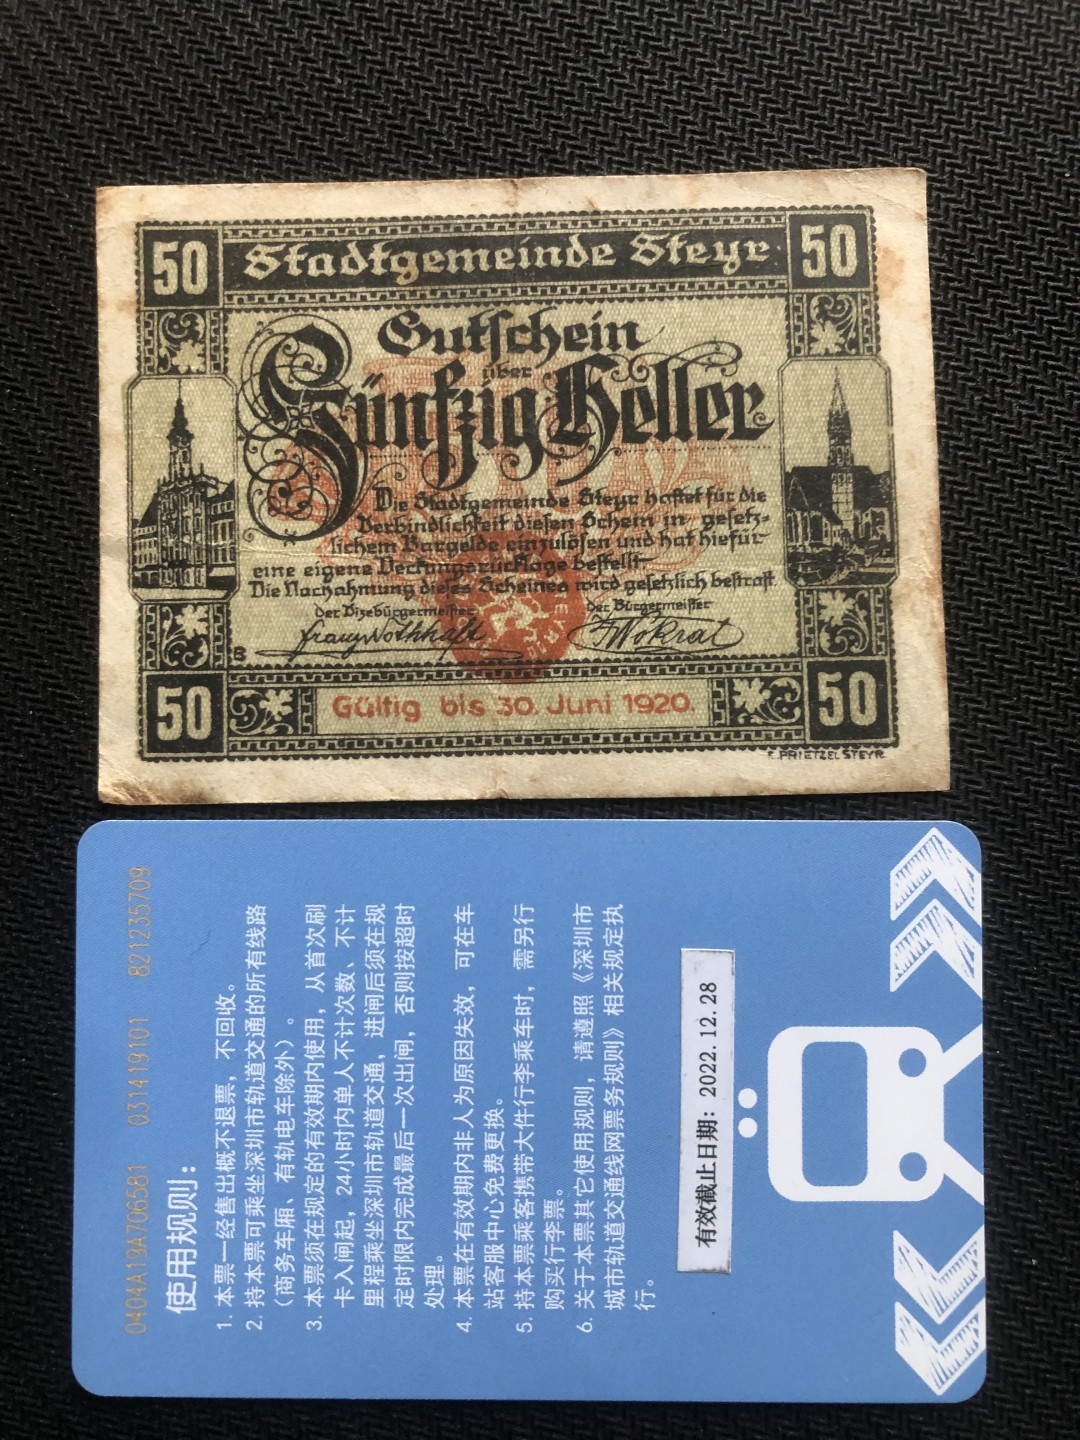 50
Stadtgemeinde Steyr
50
Gutschein
über
Fünfzig Heller
Die Stadtgemeinde Steyr haftet für die
Verbindlichkeit diesen Schein in gesetz-
lichem Bargelde einzulösen und hat hiefür
eine eigene Deckungsrücklage bestellt.
Die Nachahmung dieses Scheines wird gesetzlich bestraft
der Vizebürgermeister
der Bürgermeister
Franz Nothhaft
JWokral
B
50
Gültig bis 30. Juni 1920.
50
F. PRIETZEL STEYR
0404A19A706581 031419101 821235709
使用规则：
1. 本票一经售出概不退票，不回收。
2. 持本票可乘坐深圳市轨道交通的所有线路
（商务车厢、有轨电车除外）。
3. 本票须在规定的有效期内使用，从首次刷
卡入闸起，24小时内单人不计次数、不计
里程乘坐深圳市轨道交通，进闸后须在规
定时限内完成最后一次出闸，否则按超时
处理。
4. 本票在有效期内非人为原因失效，可在车
站客服中心免费更换。
5. 持本票乘客携带大件行李乘车时，需另行
购买行李票。
6. 关于本票其它使用规则，请遵照《深圳市
城市轨道交通线网票务规则》相关规定执
行。
有效截止日期：2022.12.28